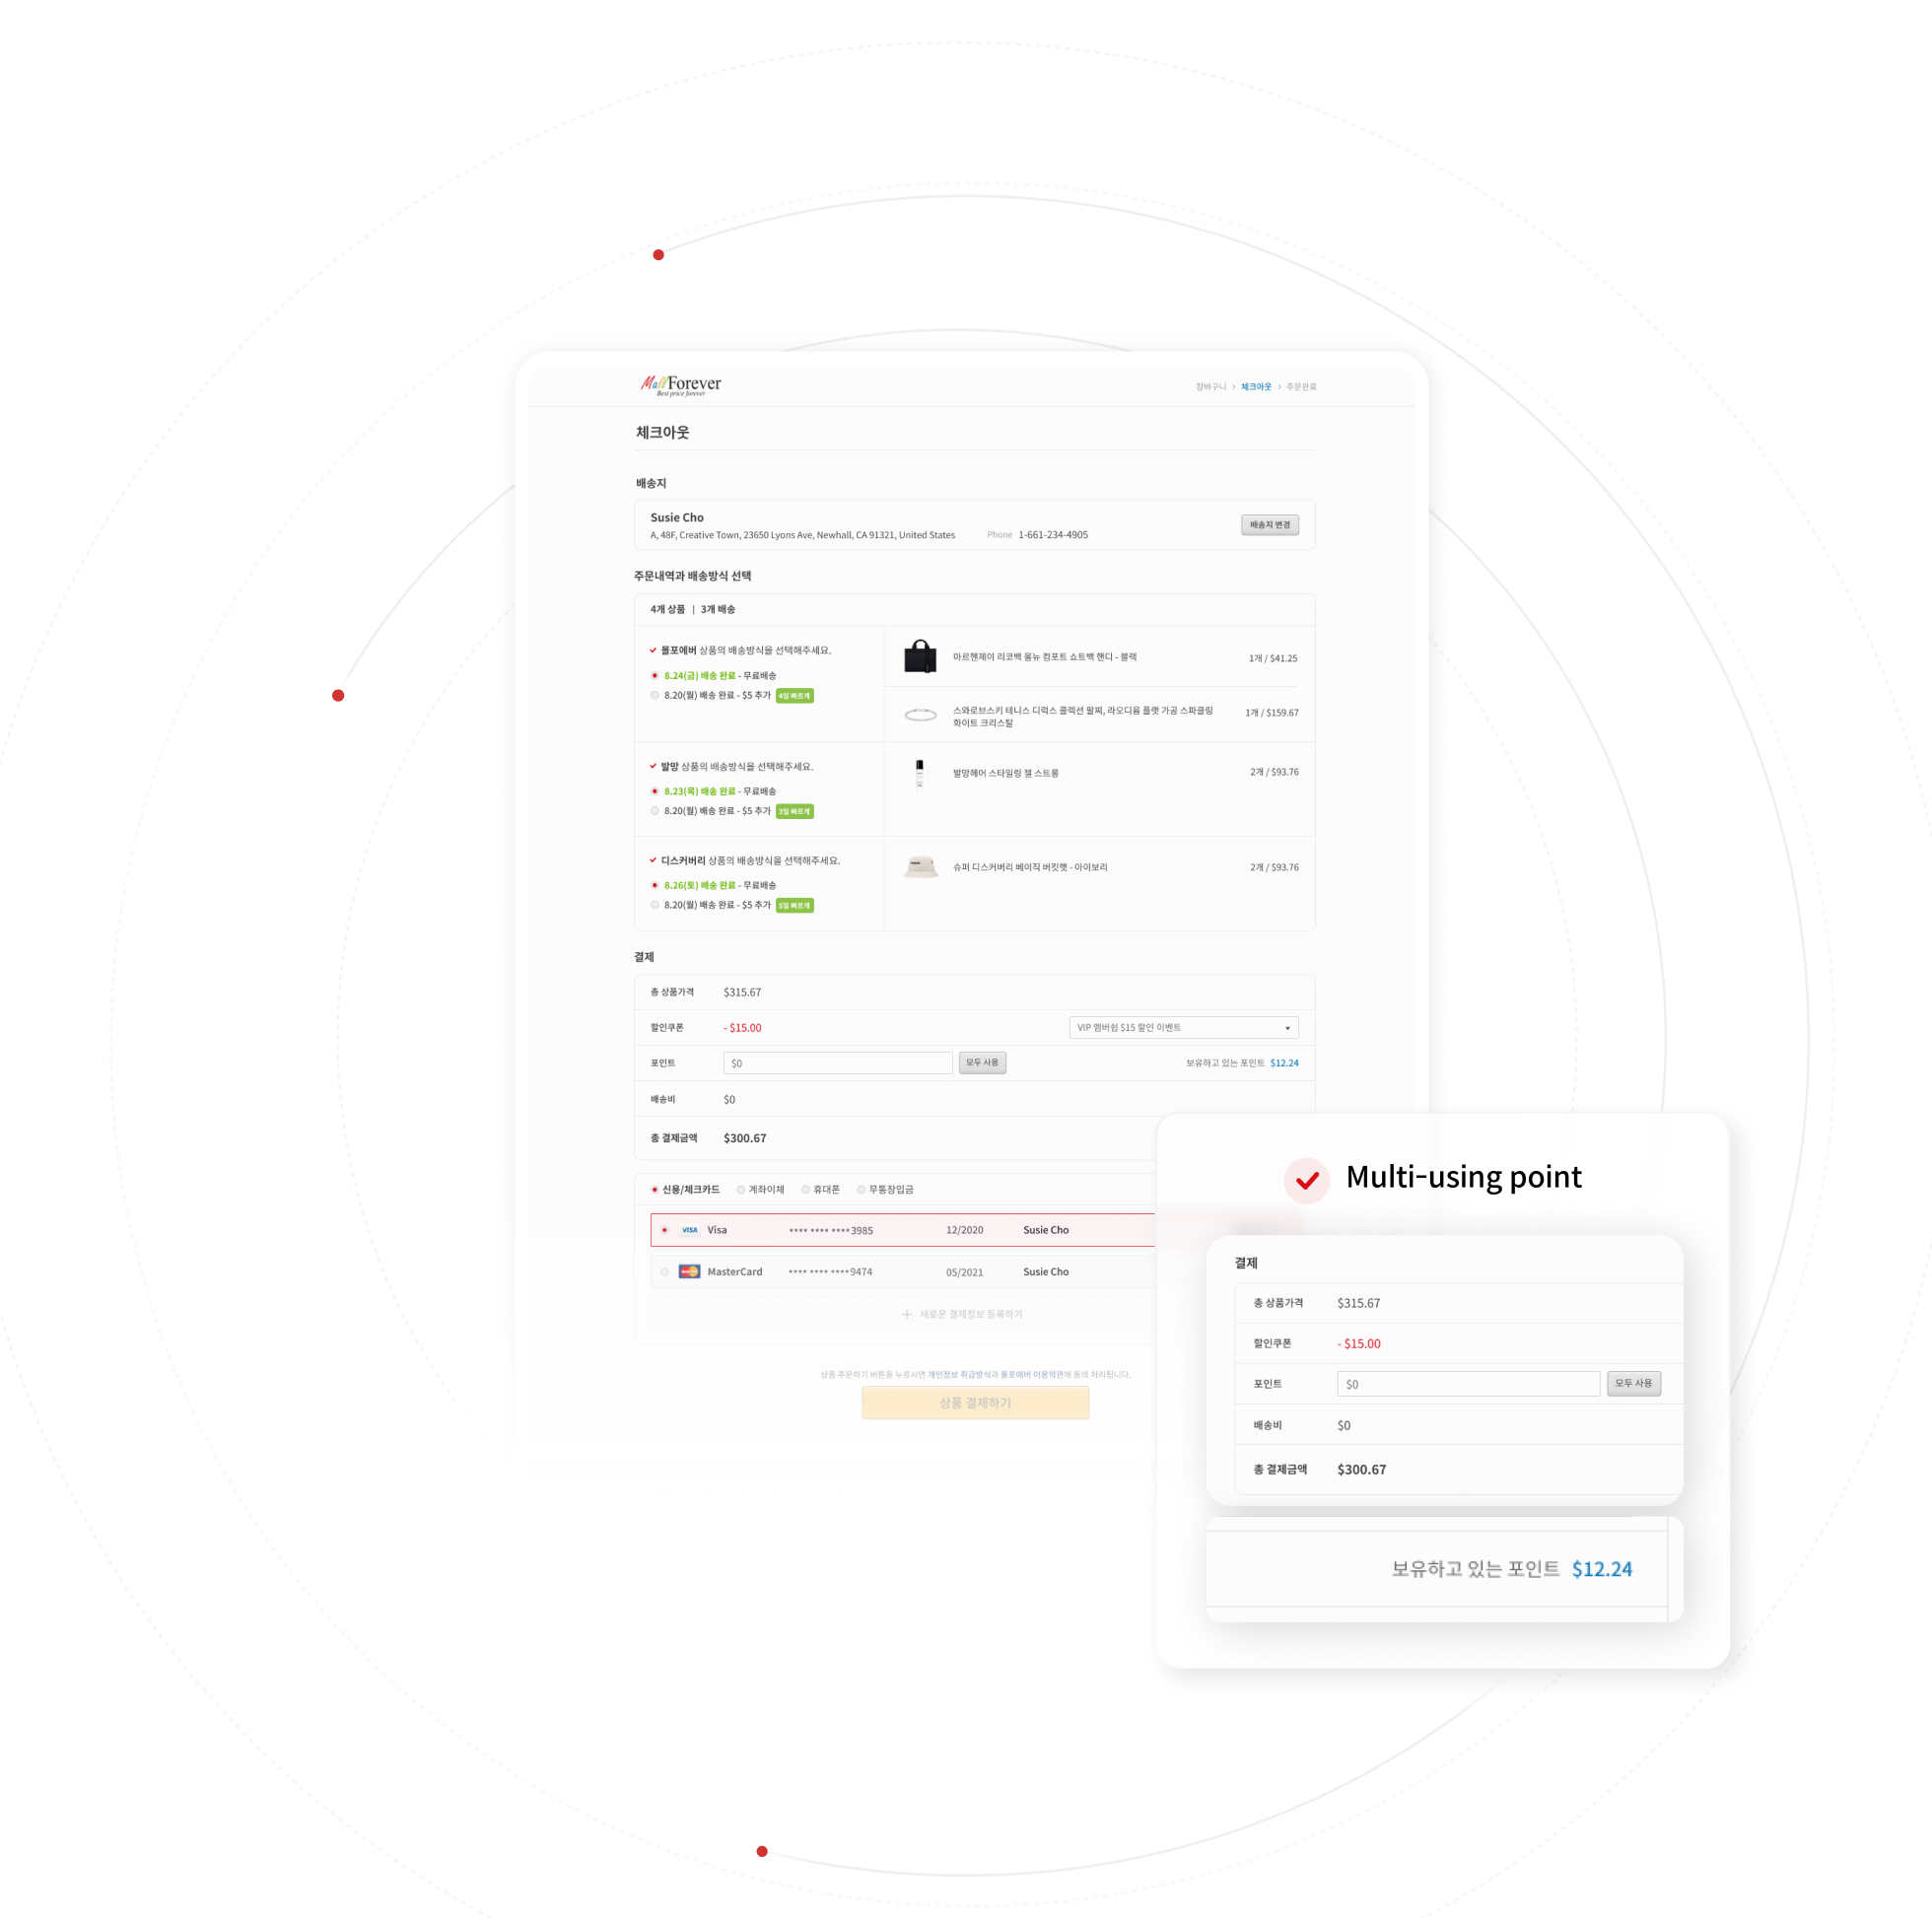 MallForever
Best price forever
장바구니 > 체크아웃 > 주문완료
체크아웃
배송지
Susie Cho
A, 48F, Creative Town, 23650 Lyons Ave, Newhall, CA 91321, United States Phone 1-661-234-4905
배송지 변경
주문내역과 배송방식 선택
4개 상품 | 3개 배송
몰포에버 상품의 배송방식을 선택해주세요.
8.24(금) 배송 완료 - 무료배송
8.20(월) 배송 완료 - $5 추가 4일 빠르게
마르헨제이 리코백 올뉴 컴포트 쇼트백 핸디 - 블랙
1개 / $41.25
스와로브스키 테니스 디럭스 콜렉션 팔찌, 라오디움 플랫 가공 스파클링
화이트 크리스탈
1개 / $159.67
발망 상품의 배송방식을 선택해주세요.
8.23(목) 배송 완료 - 무료배송
8.20(월) 배송 완료 - $5 추가 3일 빠르게
발망헤어 스타일링 젤 스트롱
2개 / $93.76
디스커버리 상품의 배송방식을 선택해주세요.
8.26(토) 배송 완료 - 무료배송
8.20(월) 배송 완료 - $5 추가 5일 빠르게
슈퍼 디스커버리 베이직 버킷햇 - 아이보리
2개 / $93.76
결제
총 상품가격 $315.67
할인쿠폰 - $15.00 VIP 멤버쉽 $15 할인 이벤트
포인트 $0 모두 사용 보유하고 있는 포인트 $12.24
배송비 $0
총 결제금액 $300.67
신용/체크카드 계좌이체 휴대폰 무통장입금
VISA Visa **** **** ****3985 12/2020 Susie Cho
MasterCard **** **** ****9474 05/2021 Susie Cho
+ 새로운 결제정보 등록하기
상품 주문하기 버튼을 누르시면 개인정보 취급방식과 몰포에버 이용약관에 동의 처리됩니다.
상품 결제하기
Multi-using point
결제
총 상품가격 $315.67
할인쿠폰 - $15.00
포인트 $0 모두 사용
배송비 $0
총 결제금액 $300.67
보유하고 있는 포인트 $12.24